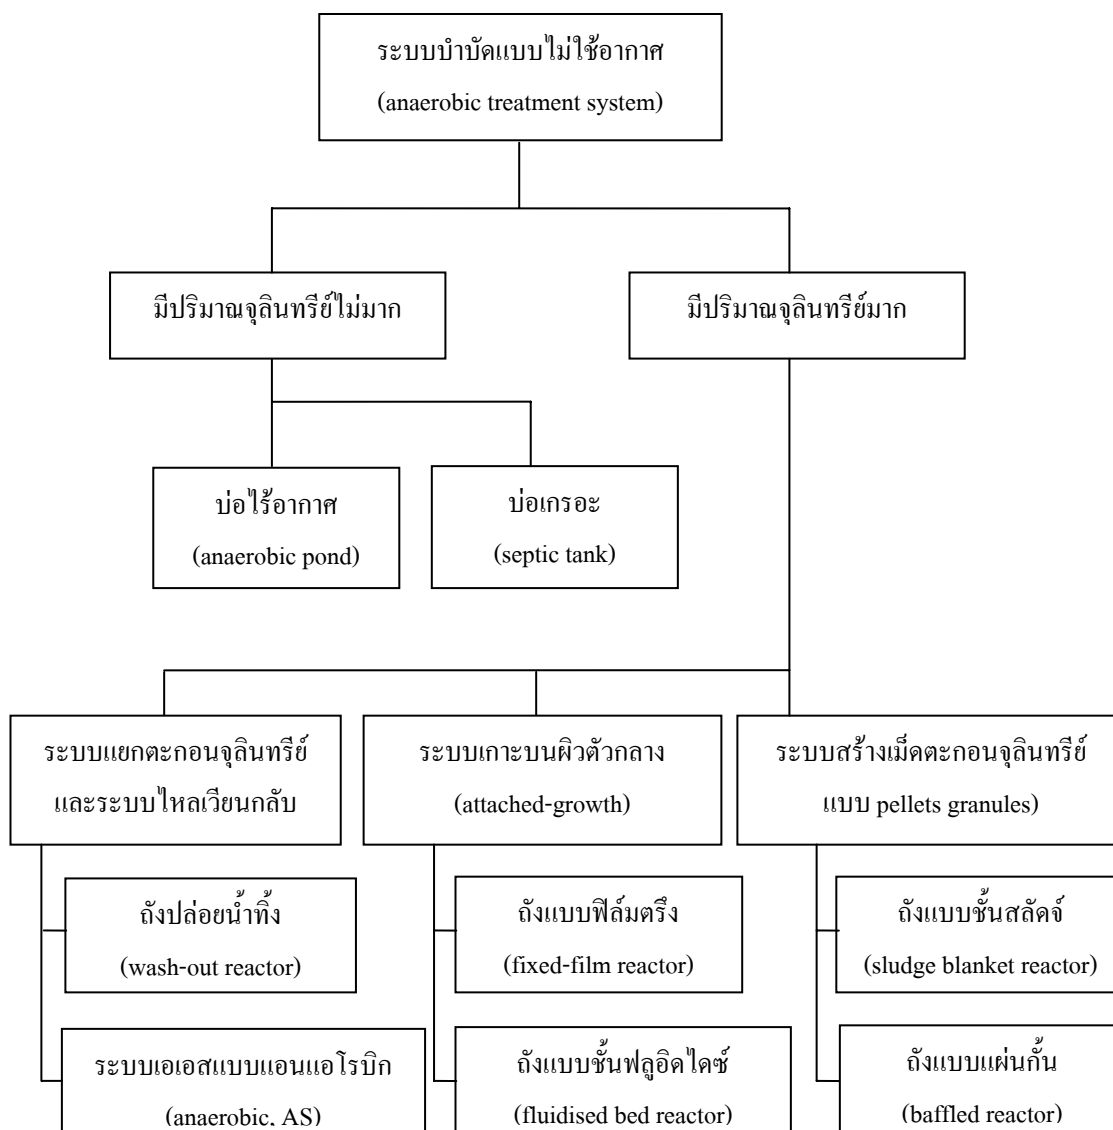 ระบบบำบัดแบบไม่ใช้อากาศ
(anaerobic treatment system)
มีปริมาณจุลินทรีย์ไม่มาก
มีปริมาณจุลินทรีย์มาก
บ่อไร้อากาศ
(anaerobic pond)
บ่อเกรอะ
(septic tank)
ระบบแยกตะกอนจุลินทรีย์
และระบบไหลเวียนกลับ
ระบบเกาะบนผิวตัวกลาง
(attached-growth)
ระบบสร้างเม็ดตะกอนจุลินทรีย์
แบบ pellets granules)
ถังปล่อยน้ำทิ้ง
(wash-out reactor)
ถังแบบฟิล์มตรึง
(fixed-film reactor)
ถังแบบชั้นสลัดจ์
(sludge blanket reactor)
ระบบเอเอสแบบแอนแอโรบิก
(anaerobic, AS)
ถังแบบชั้นฟลูอิดไดซ์
(fluidised bed reactor)
ถังแบบแผ่นกั้น
(baffled reactor)